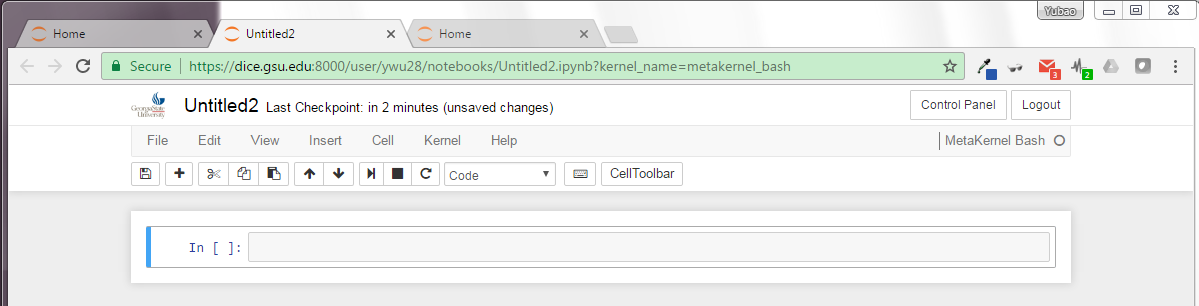 Yubao
Home
Untitled2
Home
Secure | https://dice.gsu.edu:8000/user/ywu28/notebooks/Untitled2.ipynb?kernel_name=metakernel_bash
3
2
GeorgiaState
University
Untitled2 Last Checkpoint: in 2 minutes (unsaved changes)
Control Panel Logout
File Edit View Insert Cell Kernel Help
MetaKernel Bash
Code
CellToolbar
In [ ]: